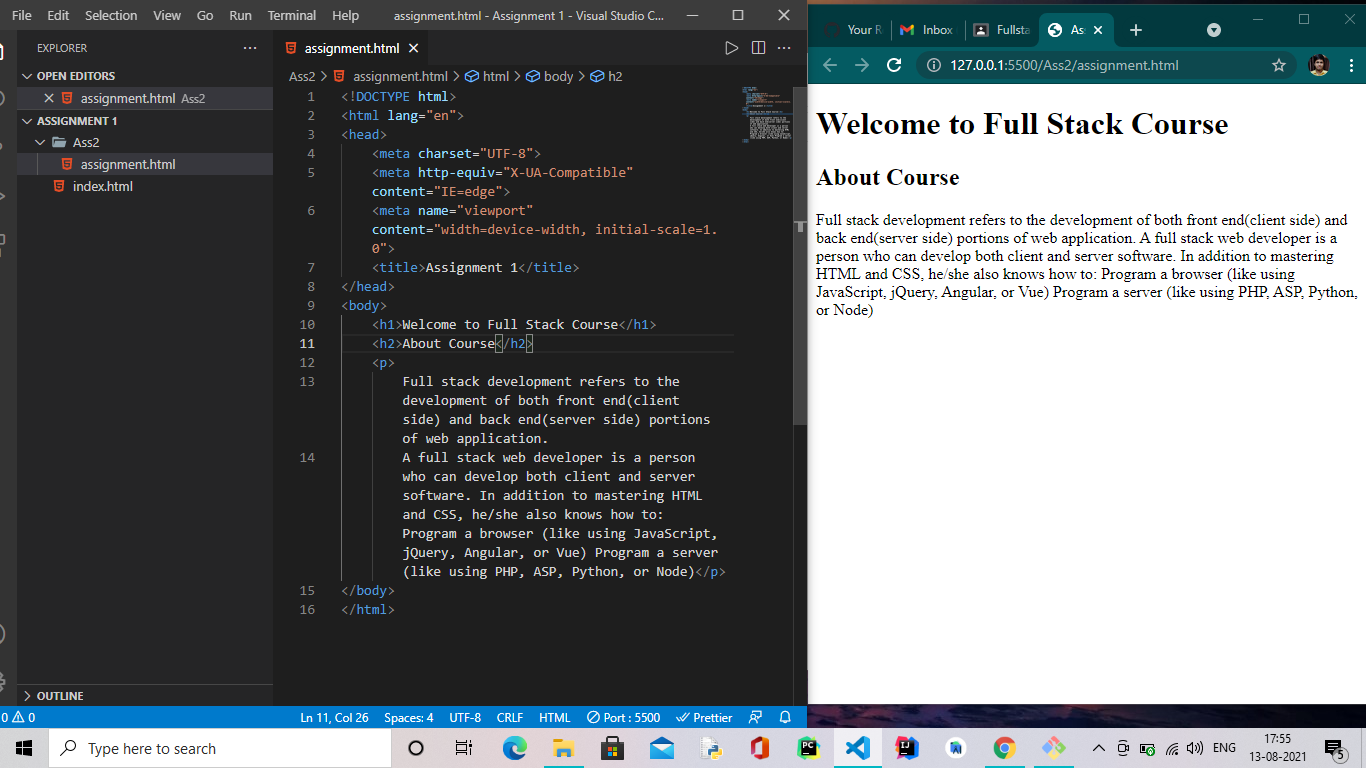 File Edit Selection View Go Run Terminal Help assignment.html - Assignment 1 - Visual Studio C...
EXPLORER
OPEN EDITORS
assignment.html Ass2
ASSIGNMENT 1
Ass2
assignment.html
index.html
OUTLINE
assignment.html
Ass2 > assignment.html > html > body > h2
1 <!DOCTYPE html>
2 <html lang="en">
3 <head>
4 <meta charset="UTF-8">
5 <meta http-equiv="X-UA-Compatible"
content="IE=edge">
6 <meta name="viewport"
content="width=device-width, initial-scale=1.
0">
7 <title>Assignment 1</title>
8 </head>
9 <body>
10 <h1>Welcome to Full Stack Course</h1>
11 <h2>About Course</h2>
12 <p>
13 Full stack development refers to the
development of both front end(client
side) and back end(server side) portions
of web application.
14 A full stack web developer is a person
who can develop both client and server
software. In addition to mastering HTML
and CSS, he/she also knows how to:
Program a browser (like using JavaScript,
jQuery, Angular, or Vue) Program a server
(like using PHP, ASP, Python, or Node)</p>
15 </body>
16 </html>
0 0 Ln 11, Col 26 Spaces: 4 UTF-8 CRLF HTML Port : 5500 Prettier
Your R Inbox Fullsta As
127.0.0.1:5500/Ass2/assignment.html
Welcome to Full Stack Course
About Course
Full stack development refers to the development of both front end(client side) and
back end(server side) portions of web application. A full stack web developer is a
person who can develop both client and server software. In addition to mastering
HTML and CSS, he/she also knows how to: Program a browser (like using
JavaScript, jQuery, Angular, or Vue) Program a server (like using PHP, ASP, Python,
or Node)
Type here to search
PC
IJ
ENG
17:55
13-08-2021
5